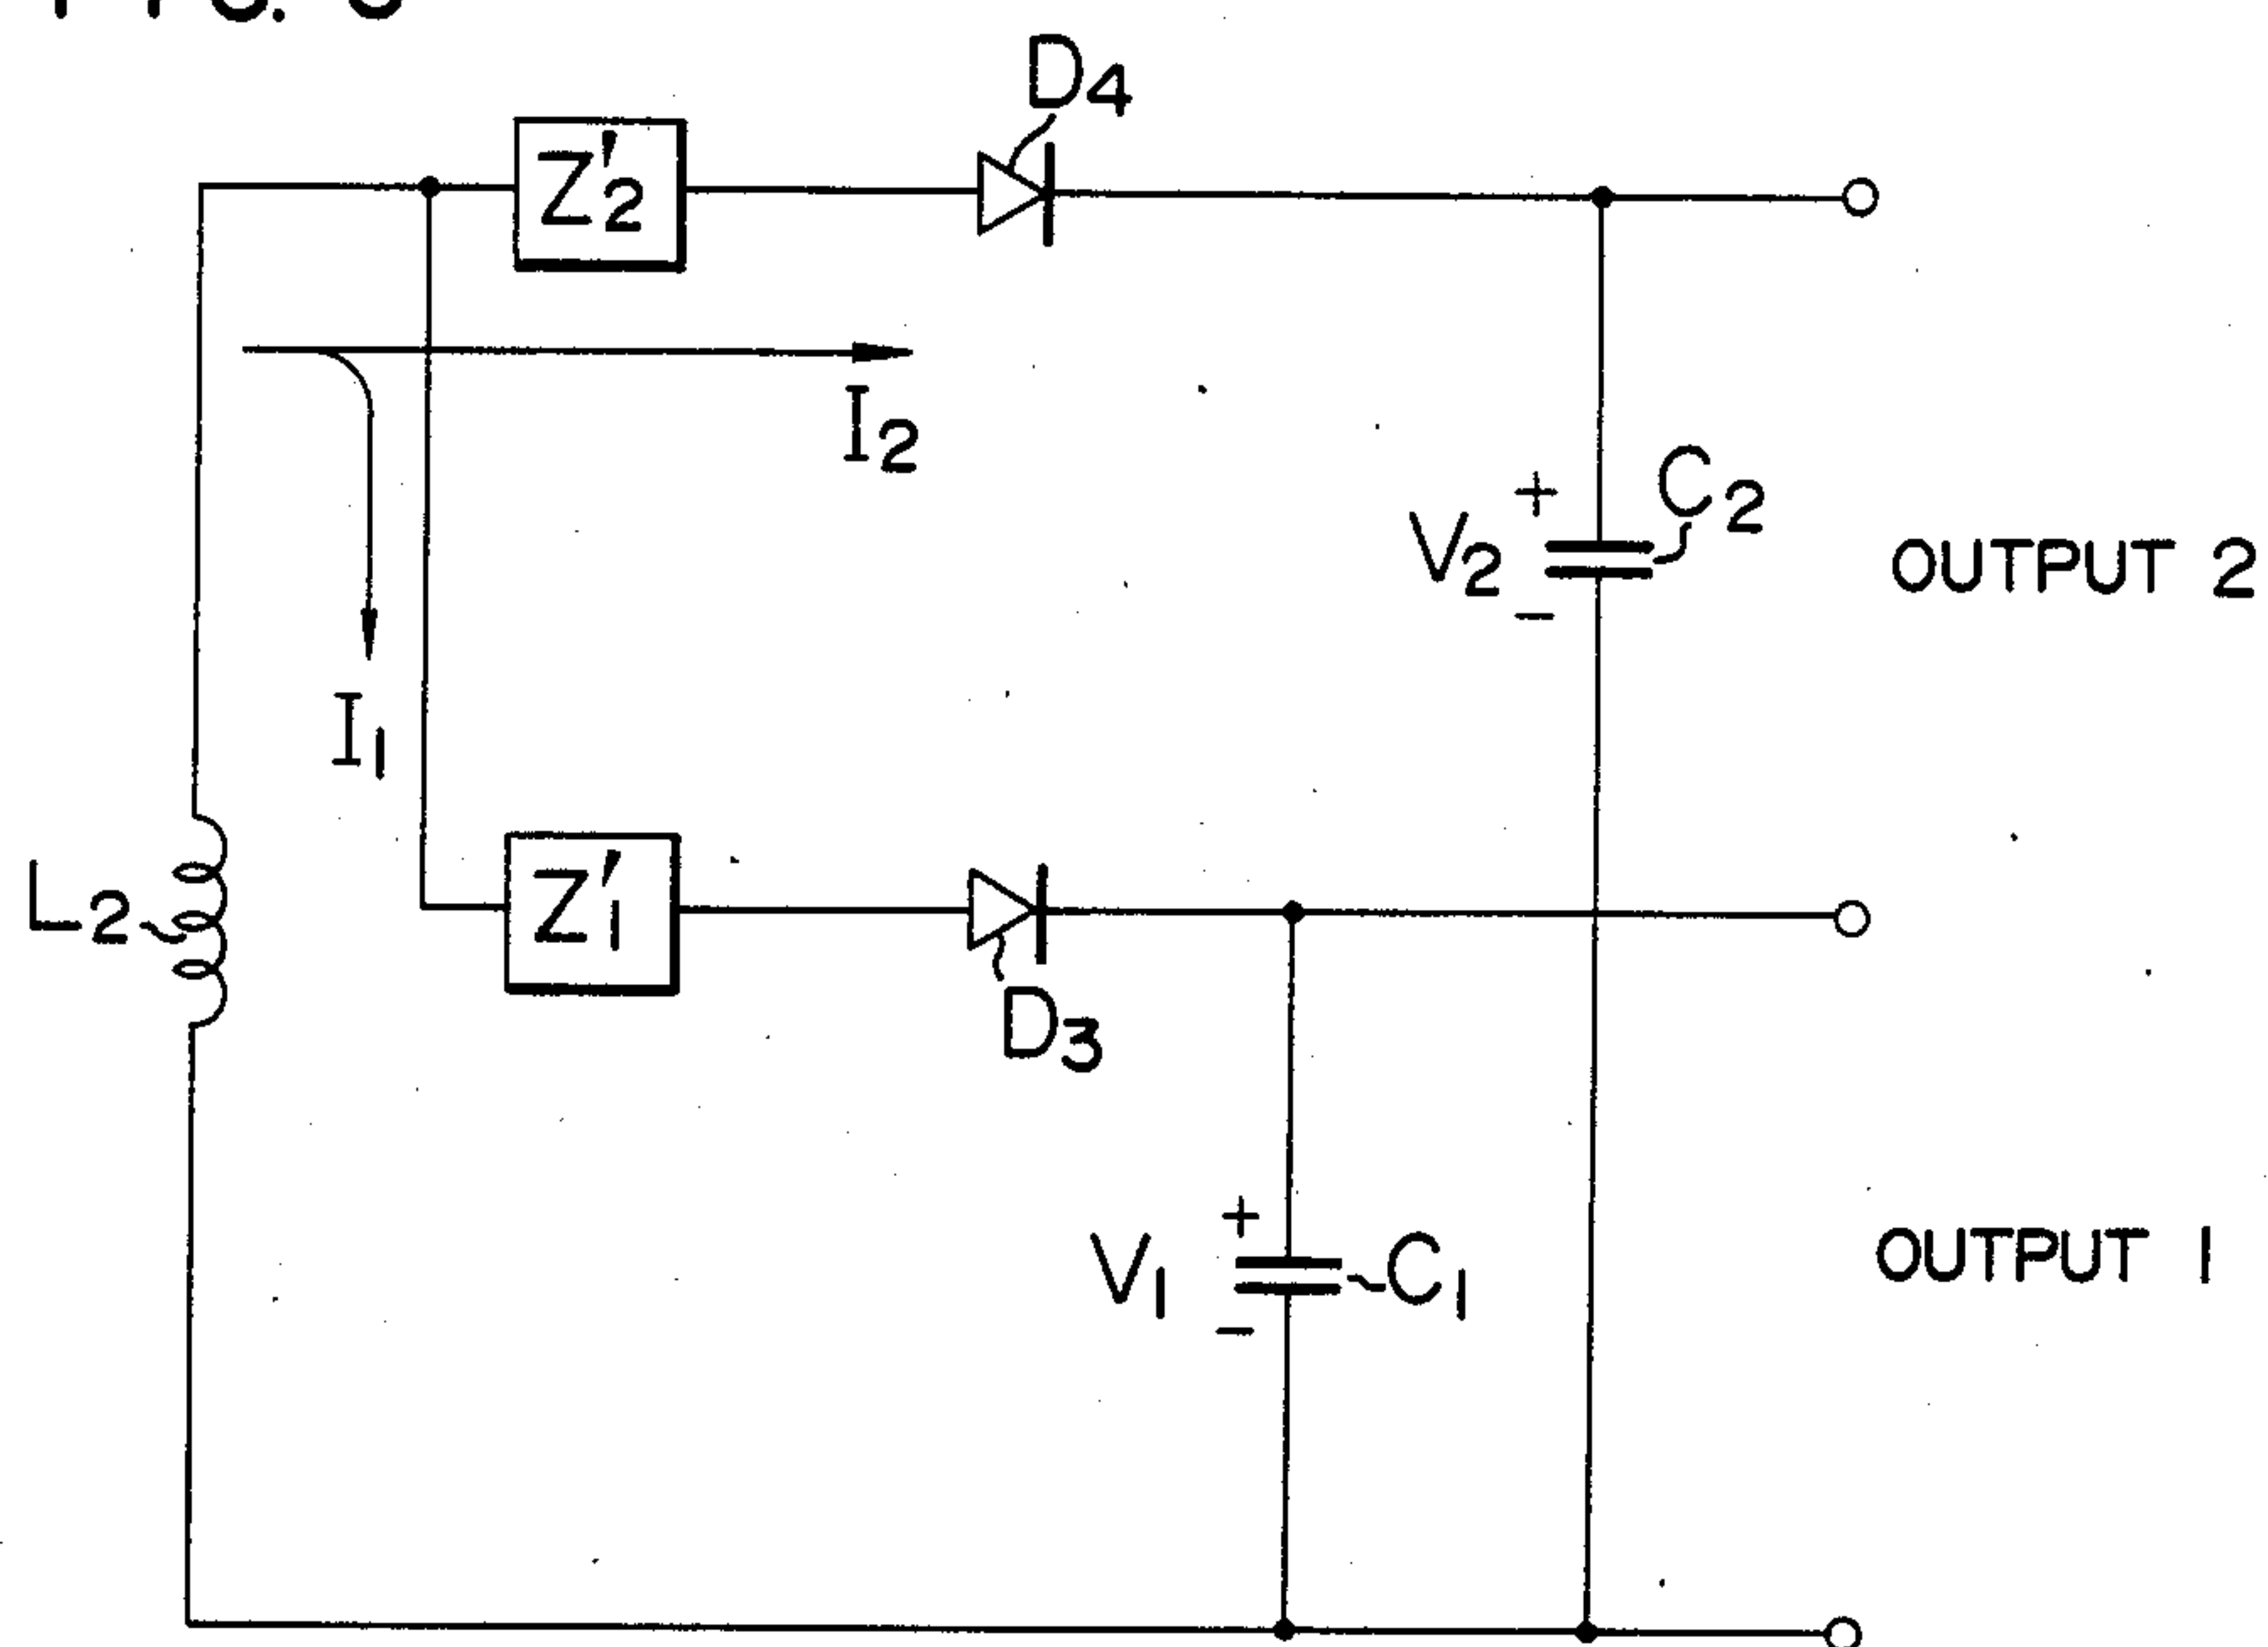 D4
Z'2
I2
C2
+
V2
-
OUTPUT 2
I1
L2
Z'1
D3
+
V1
-
C1
OUTPUT 1